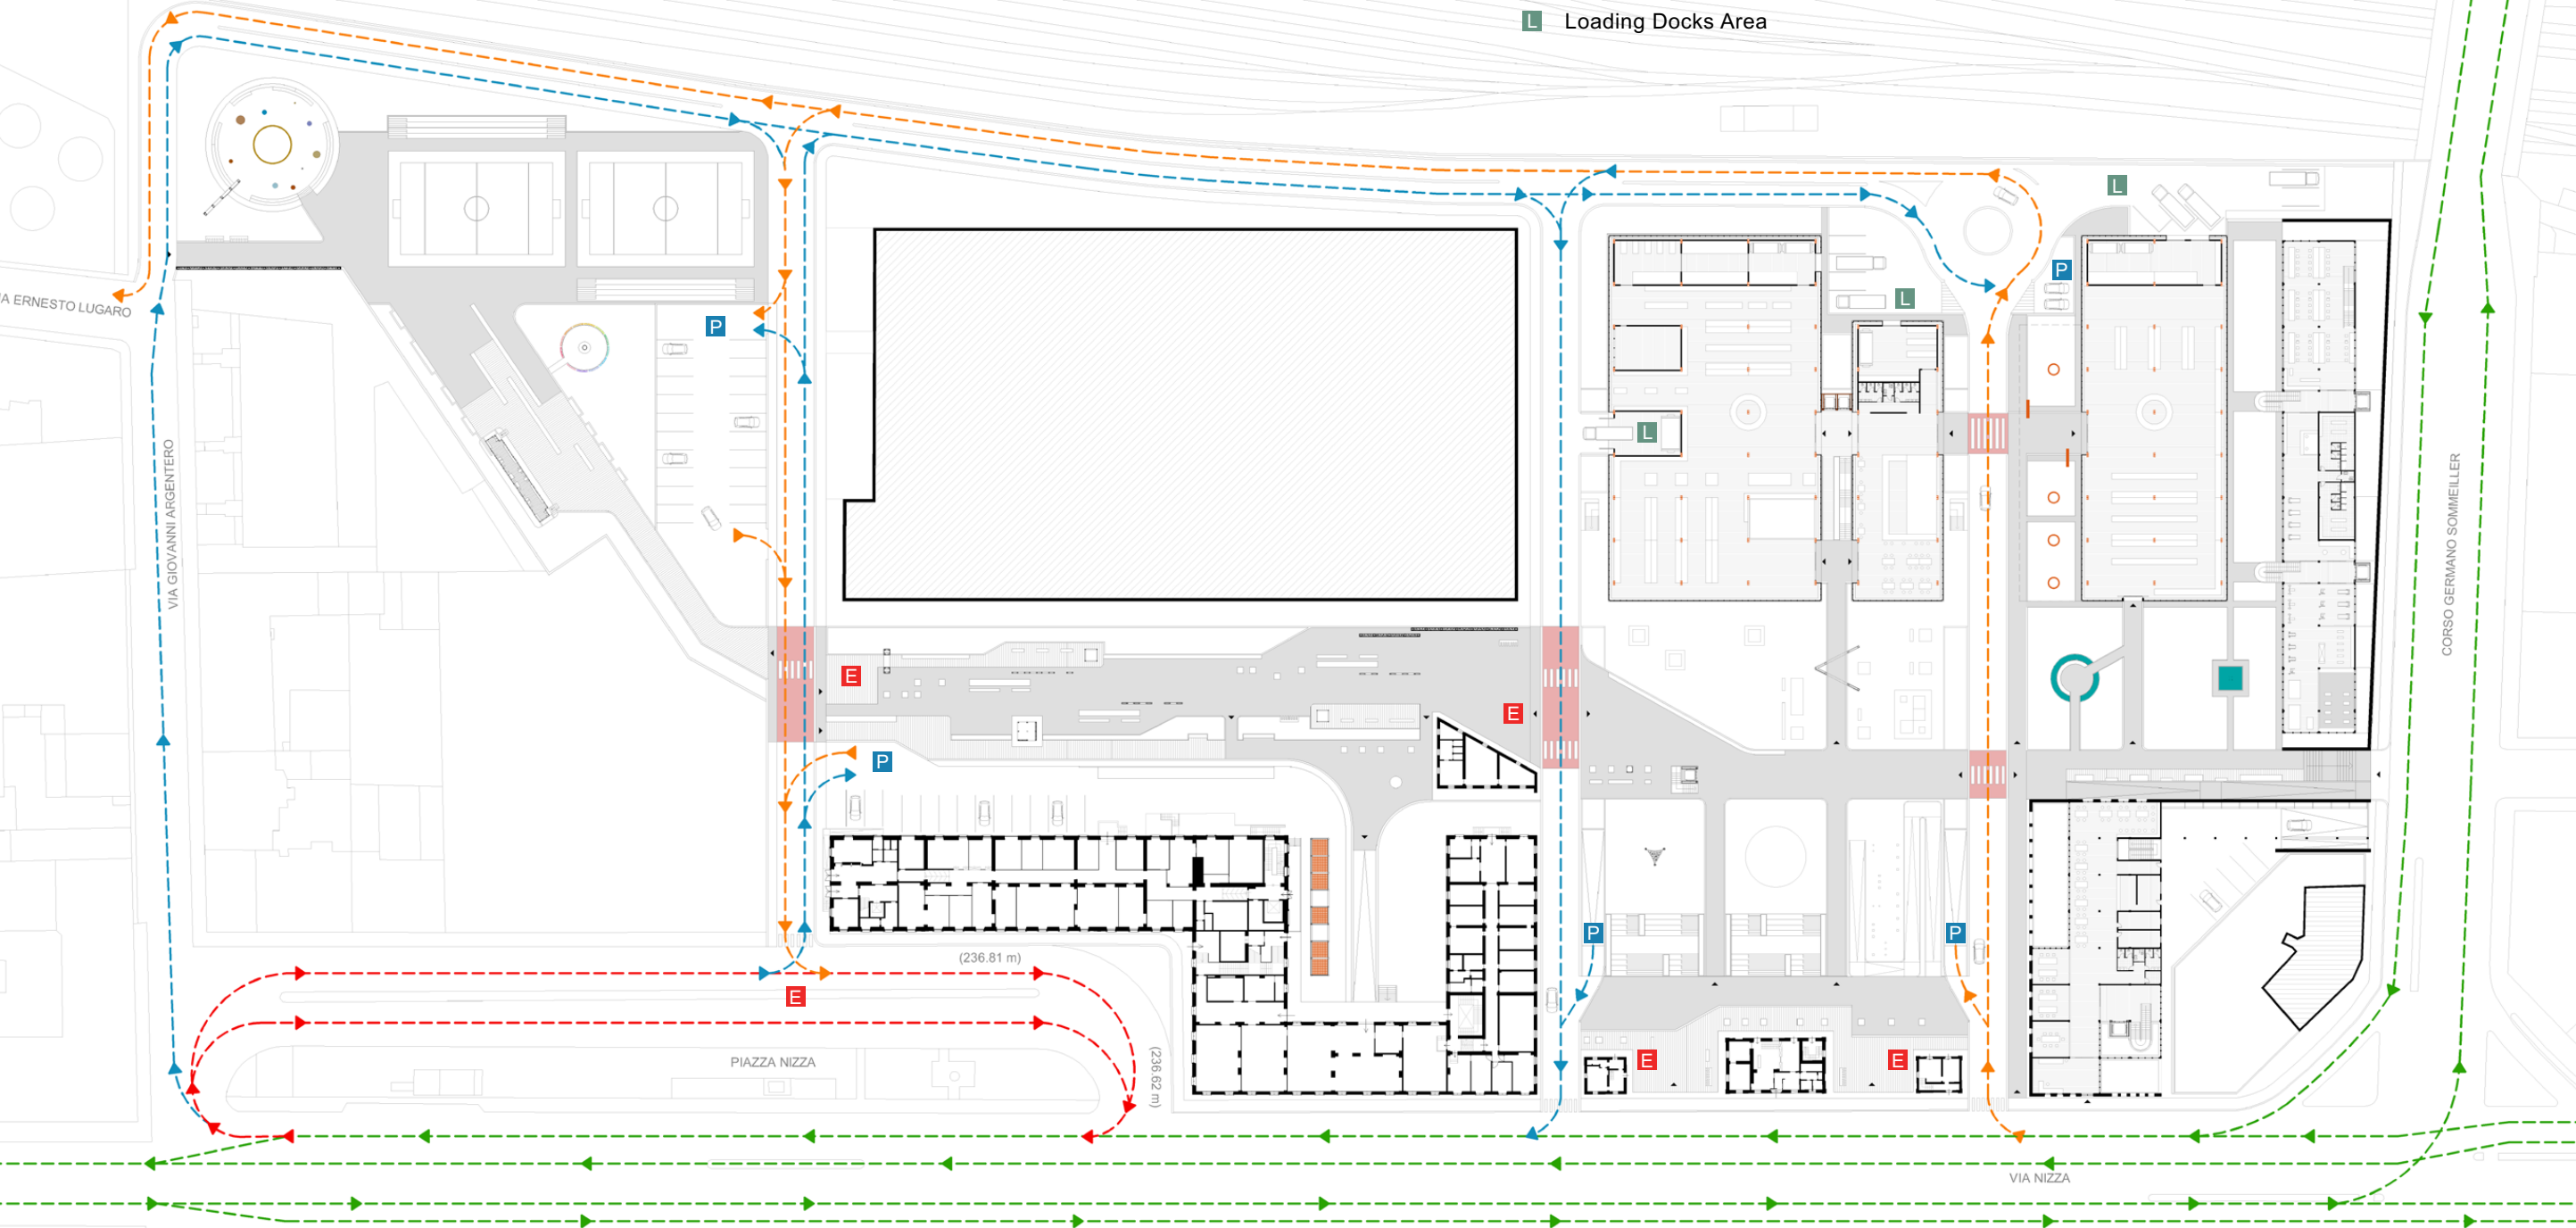 L Loading Docks Area
L
P
VIA ERNESTO LUGARO
L
P
L
VIA GIOVANNI ARGENTERO
CORSO GERMANO SOMMEILLER
E
E
P
P
P
(236.81 m)
E
PIAZZA NIZZA
(236.62 m)
E
E
VIA NIZZA